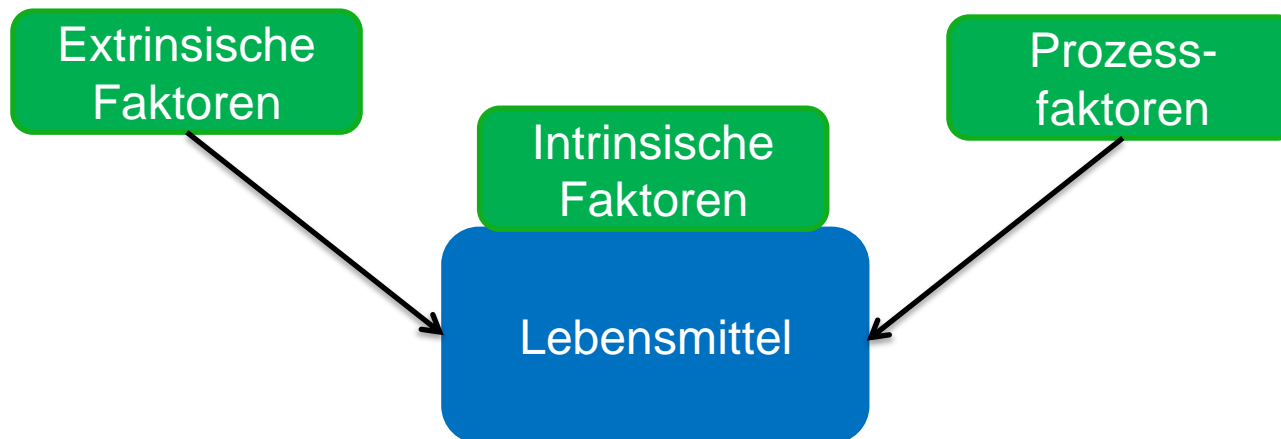 Extrinsische
Faktoren
Prozess-
faktoren
Intrinsische
Faktoren
Lebensmittel